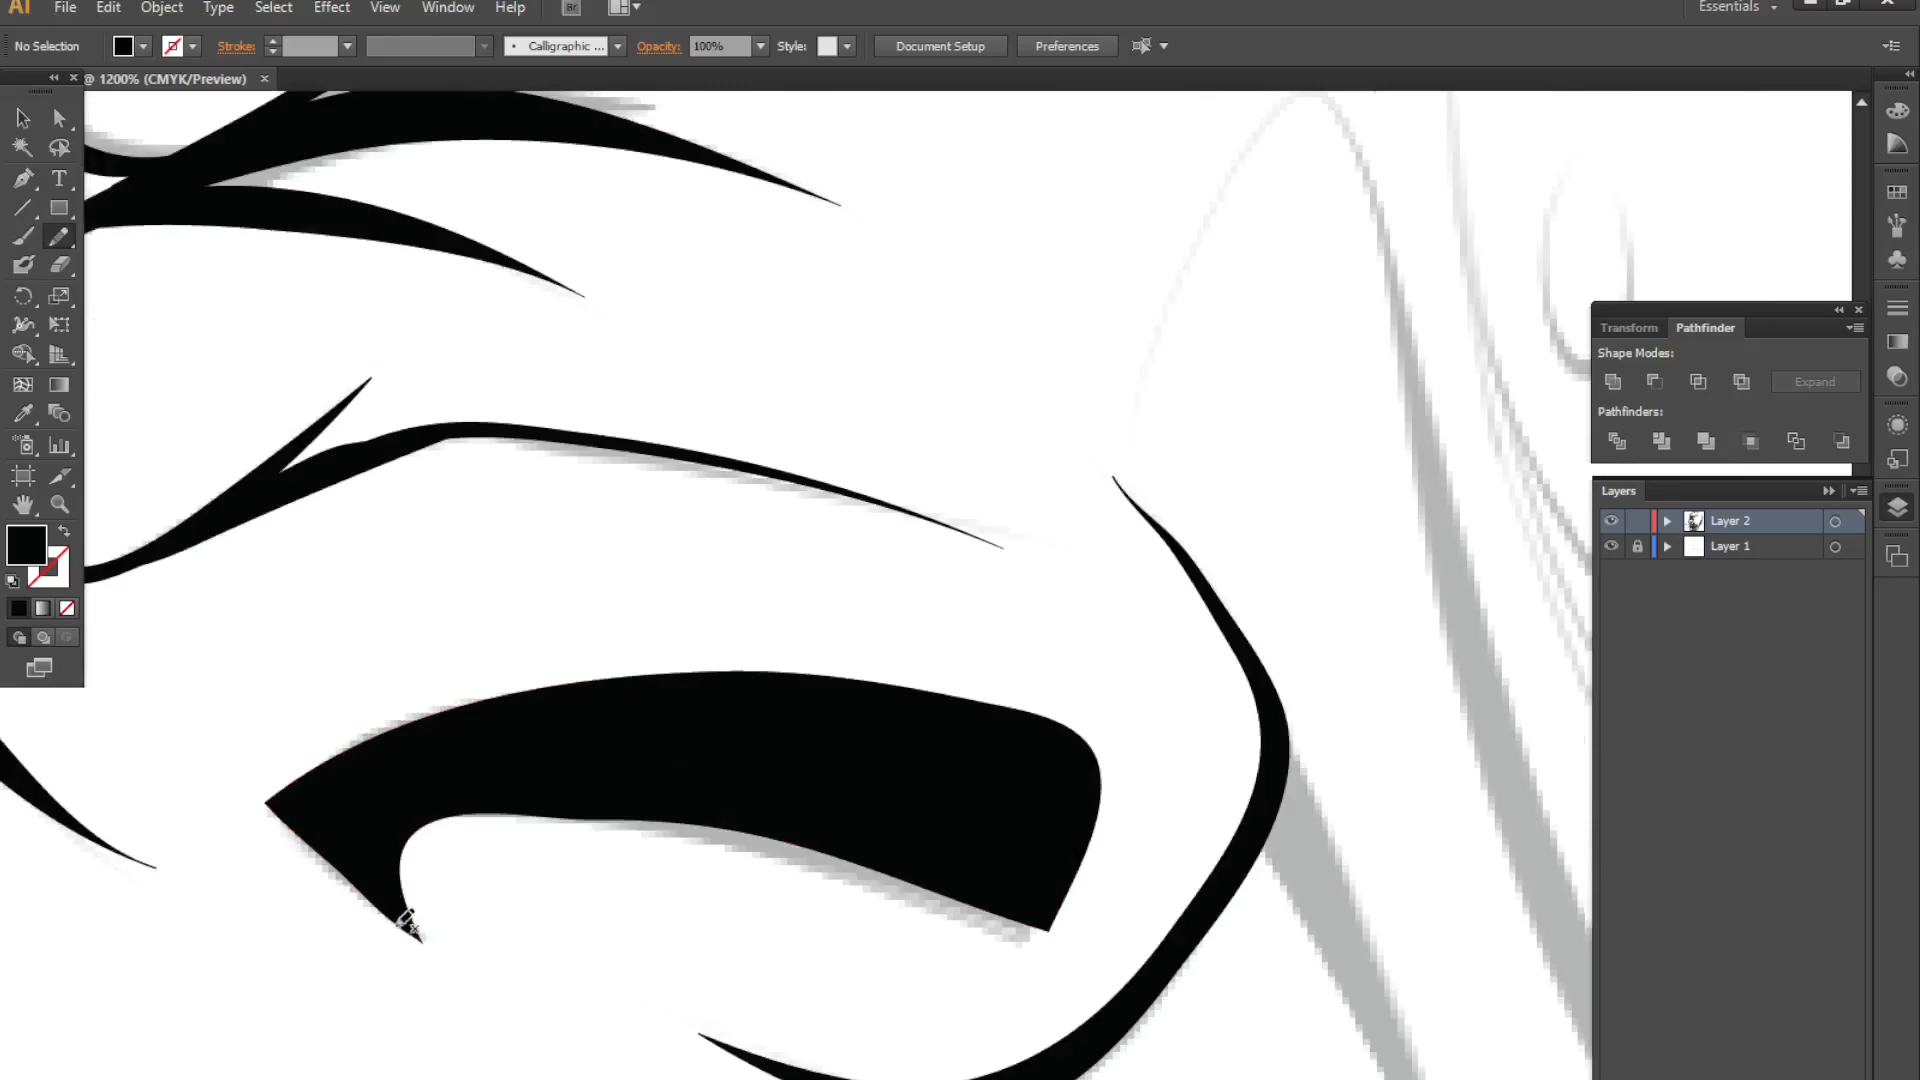 Ai File Edit Object Type Select Effect View Window Help Br Essentials
No Selection Stroke: Calligraphic ... Opacity: 100% Style: Document Setup Preferences
@ 1200% (CMYK/Preview)
T
Transform Pathfinder
Shape Modes:
Expand
Pathfinders:
Layers
Layer 2
Layer 1